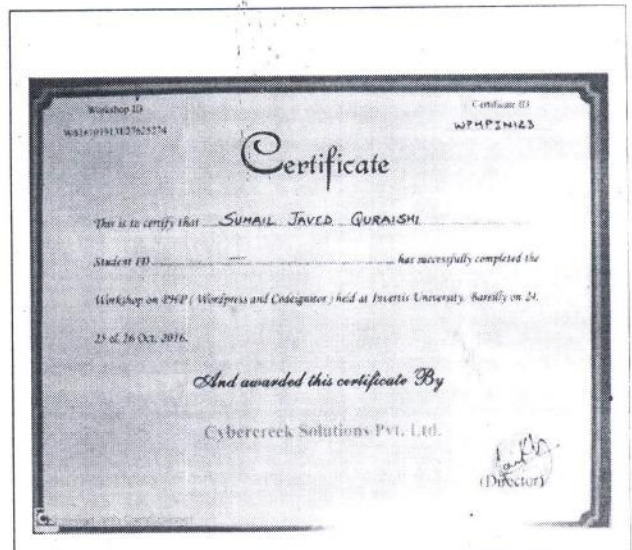 Workshop ID
Certificate ID
WPHPIN123
Certificate
This is to certify that SUHAIL JAVED QURAISHI
Student ID — has successfully completed the
Workshop on PHP ( Wordpress and Codeignator ) held at Invertis University, Bareilly on 24,
25 & 26 Oct, 2016.
And awarded this certificate By
Cybercreek Solutions Pvt. Ltd.
(Director)